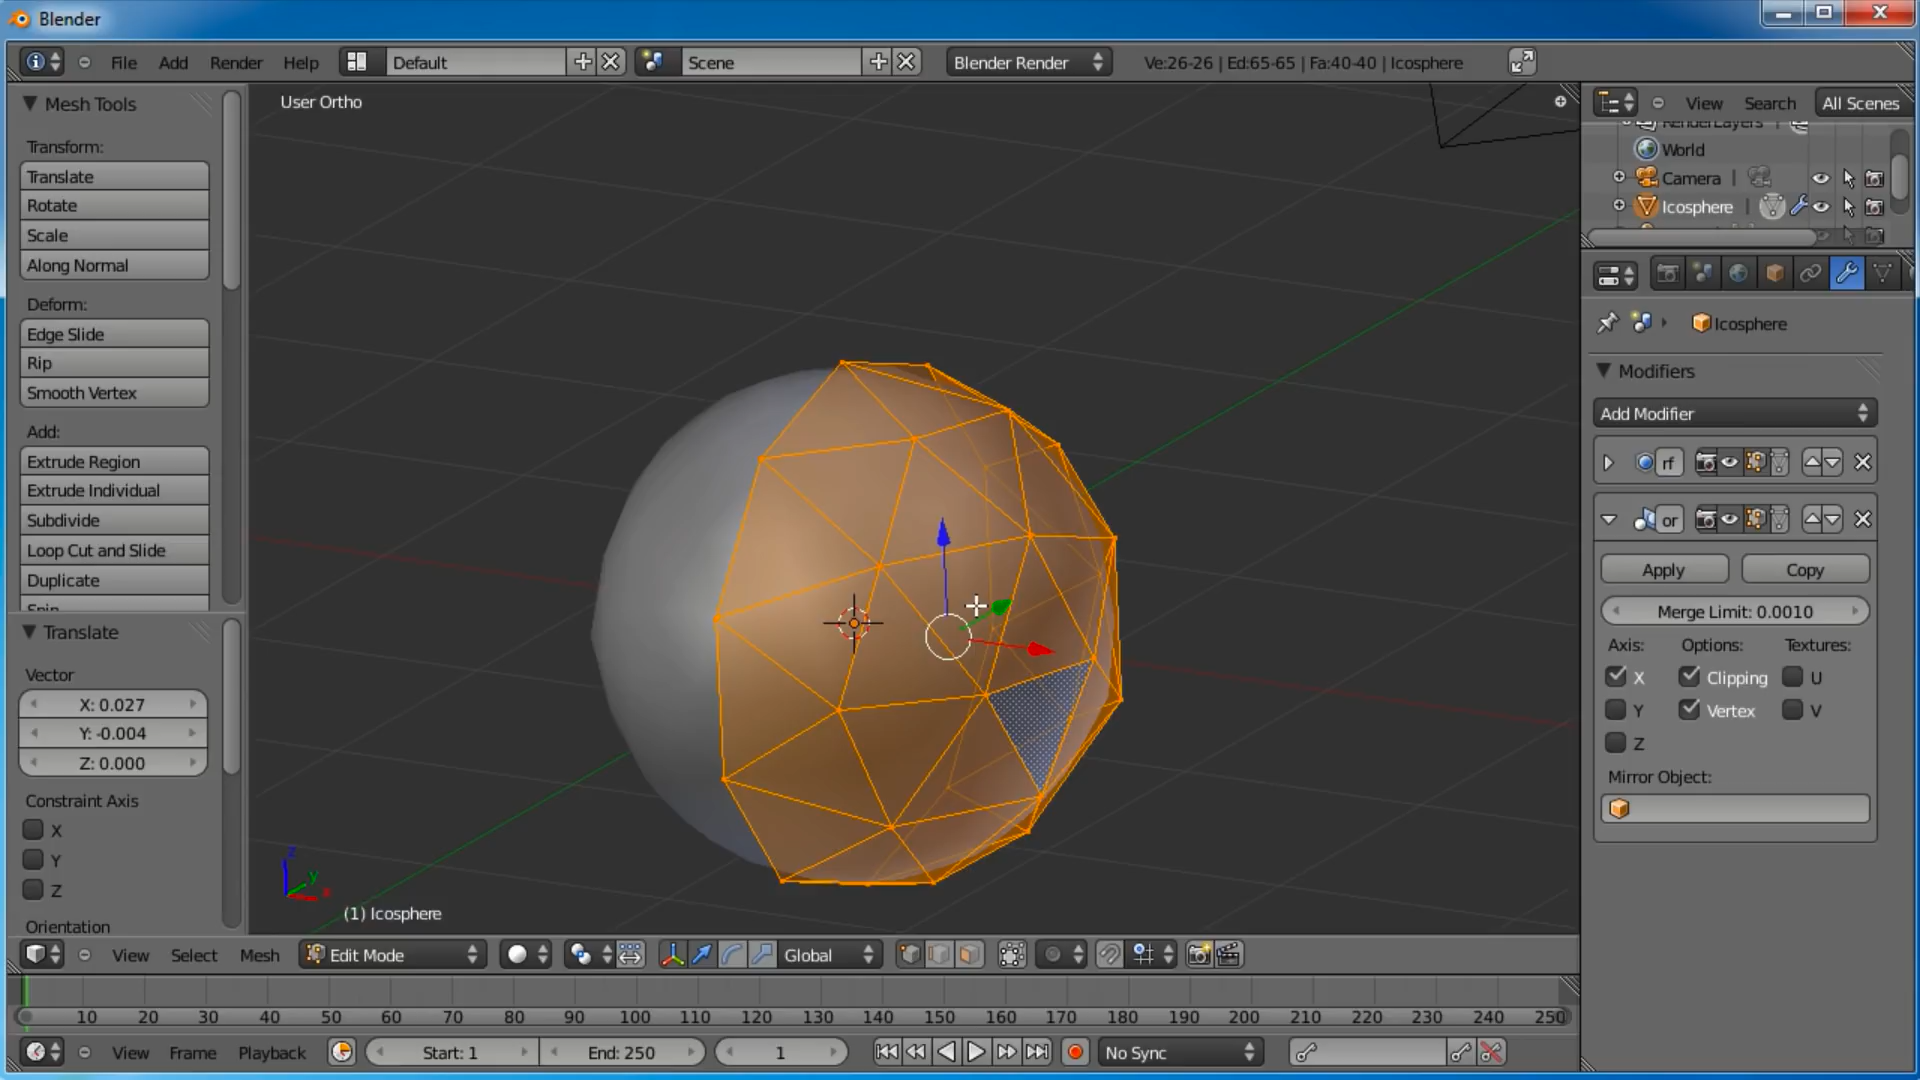 Blender
File Add Render Help Default Scene Blender Render Ve:26-26 | Ed:65-65 | Fa:40-40 | Icosphere
Mesh Tools
Transform:
Translate
Rotate
Scale
Along Normal
Deform:
Edge Slide
Rip
Smooth Vertex
Add:
Extrude Region
Extrude Individual
Subdivide
Loop Cut and Slide
Duplicate
Spin
Translate
Vector
X: 0.027
Y: -0.004
Z: 0.000
Constraint Axis
X
Y
Z
Orientation
User Ortho
z
y
x
(1) Icosphere
View Search All Scenes
RenderLayers |
World
Camera |
Icosphere |
Icosphere
Modifiers
Add Modifier
rf
or
Apply Copy
Merge Limit: 0.0010
Axis: Options: Textures:
X Clipping U
Y Vertex V
Z
Mirror Object:
View Select Mesh Edit Mode Global
10 20 30 40 50 60 70 80 90 100 110 120 130 140 150 160 170 180 190 200 210 220 230 240 250
View Frame Playback Start: 1 End: 250 1 No Sync